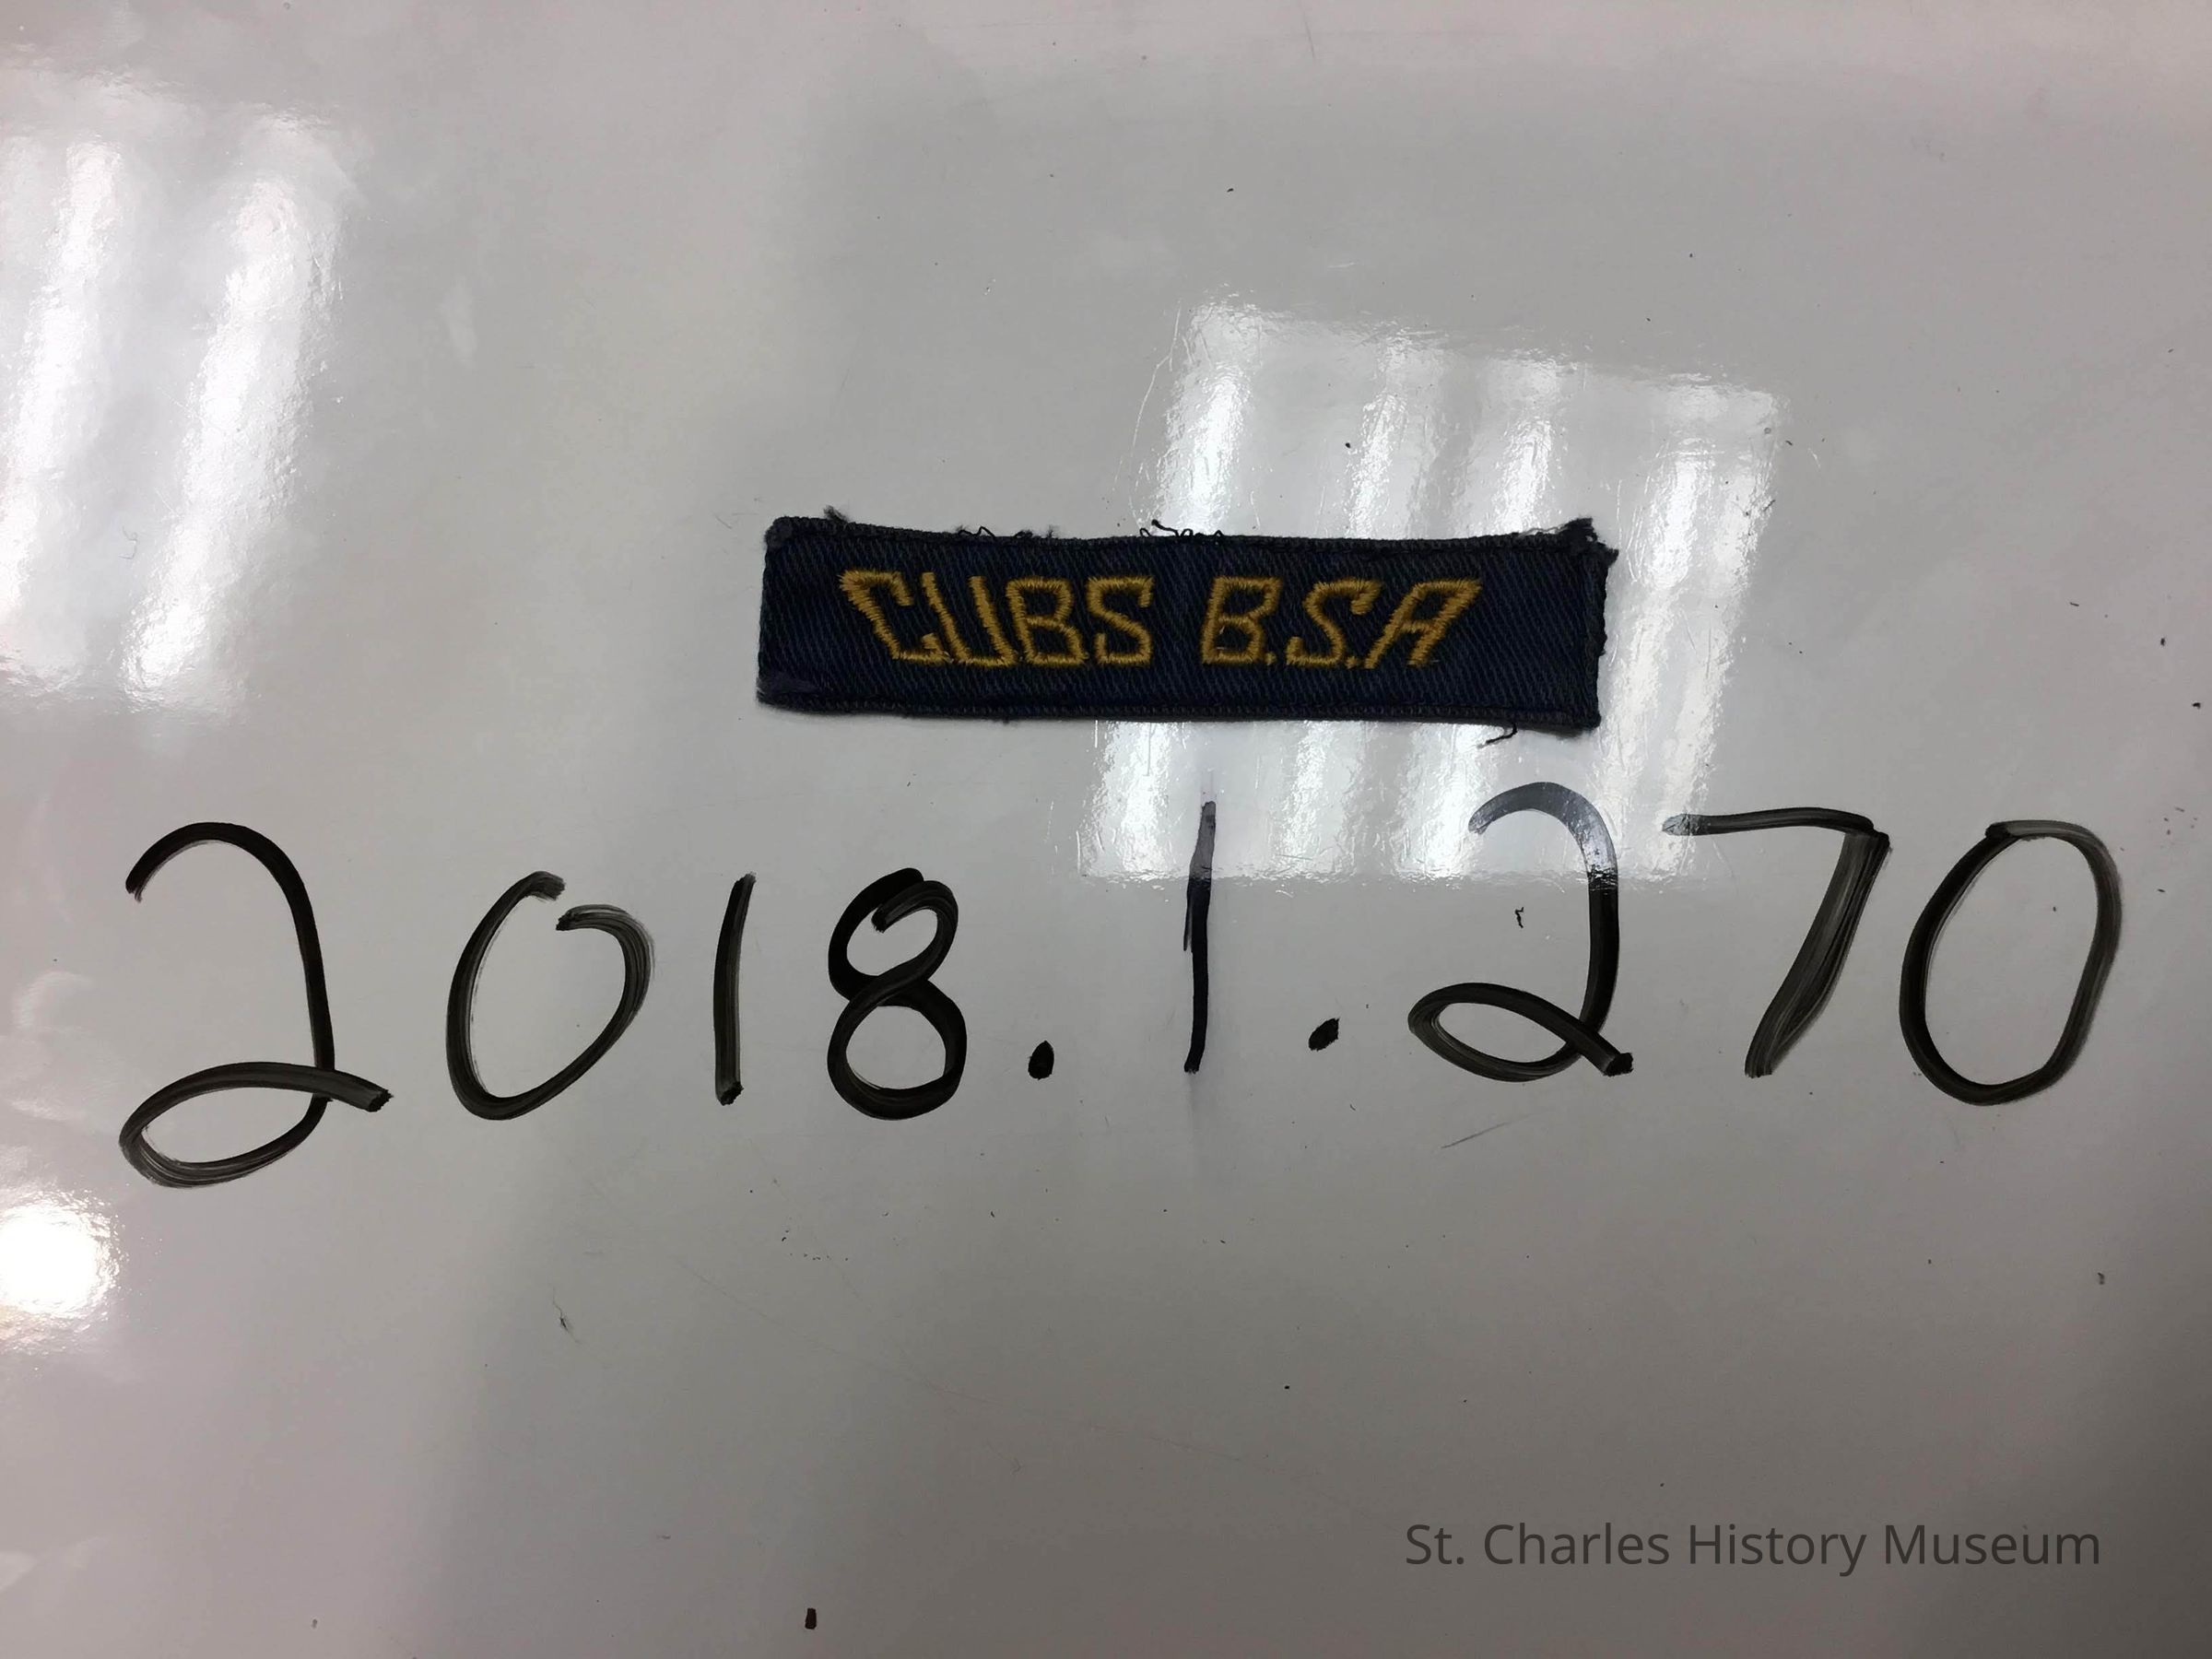 CUBS B.S.A
2018.1.270
St. Charles History Museum